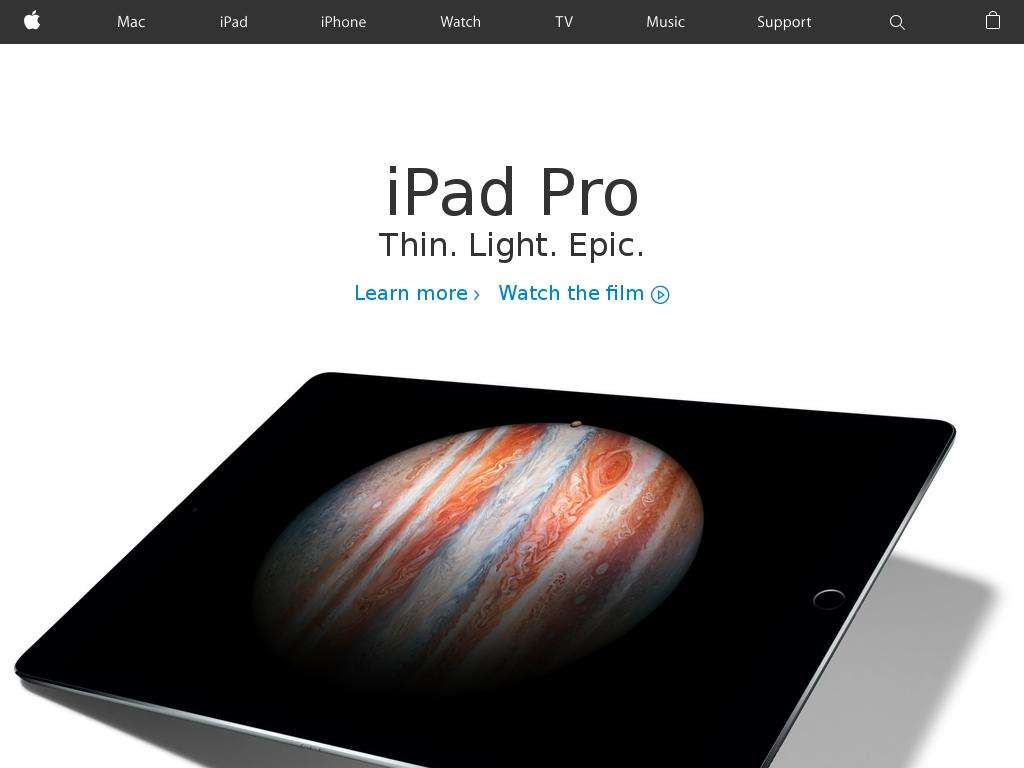 Mac iPad iPhone Watch TV Music Support
iPad Pro
Thin. Light. Epic.
Learn more › Watch the film